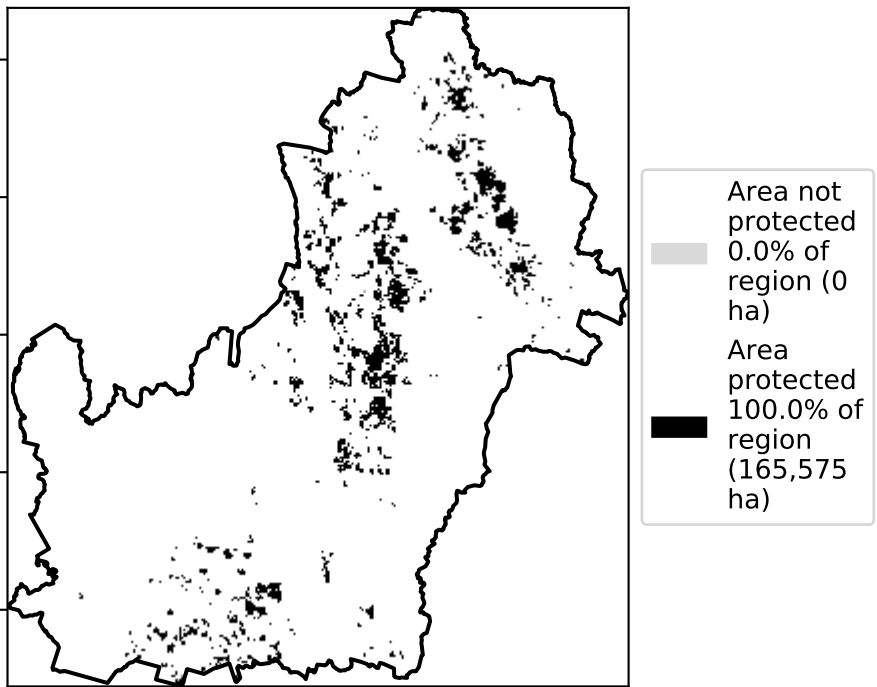 Area not
protected
0.0% of
region (0
ha)
Area
protected
100.0% of
region
(165,575
ha)